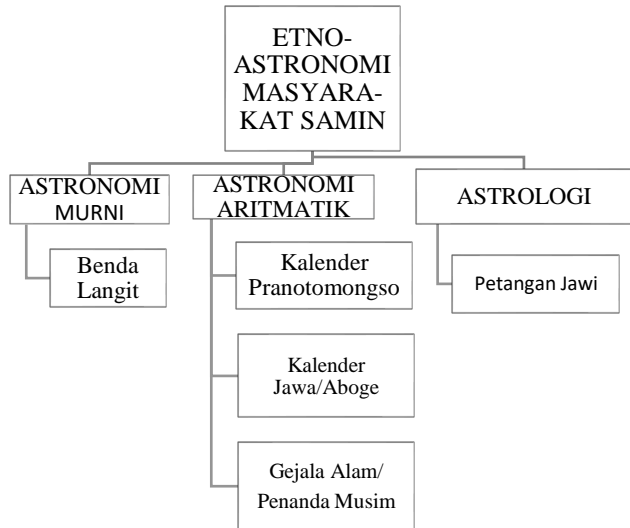 ETNO-
ASTRONOMI
MASYARA-
KAT SAMIN
ASTRONOMI
MURNI
Benda
Langit
ASTRONOMI
ARITMATIK
Kalender
Pranotomongso
Kalender
Jawa/Aboge
Gejala Alam/
Penanda Musim
ASTROLOGI
Petangan Jawi